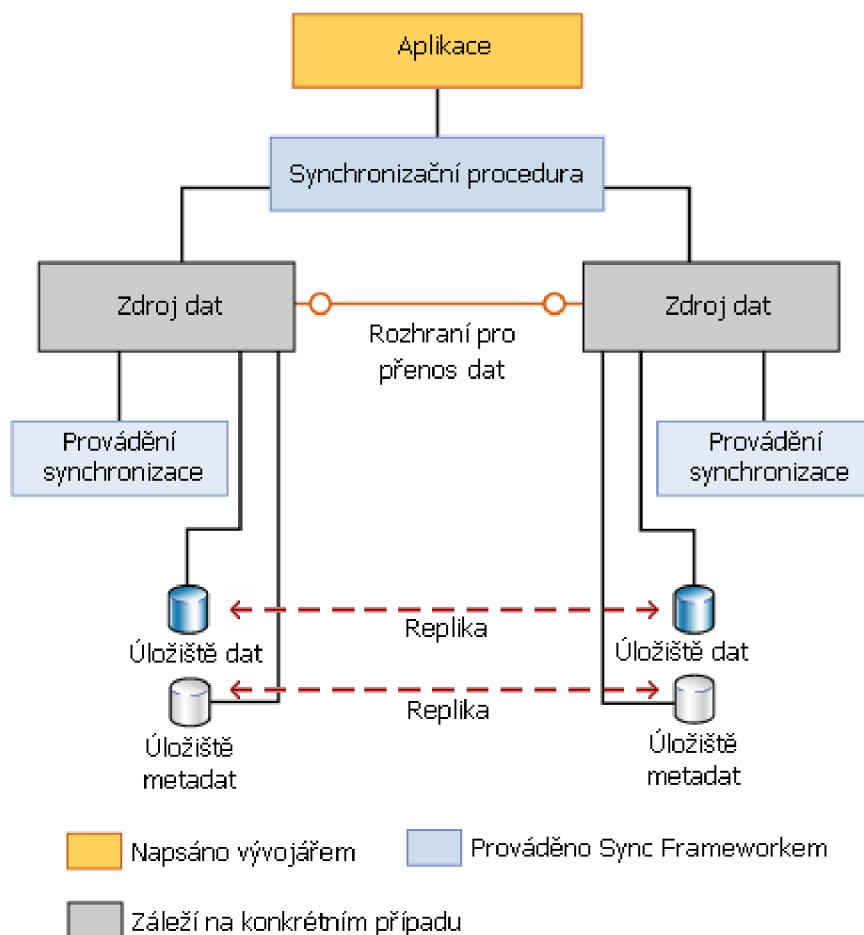 Aplikace
Synchronizační procedura
Zdroj dat
Zdroj dat
Rozhraní pro
přenos dat
Provádění
synchronizace
Provádění
synchronizace
Replika
Úložiště dat
Úložiště dat
Replika
Úložiště
metadat
Úložiště
metadat
Napsáno vývojářem
Prováděno Sync Frameworkem
Záleží na konkrétním případu